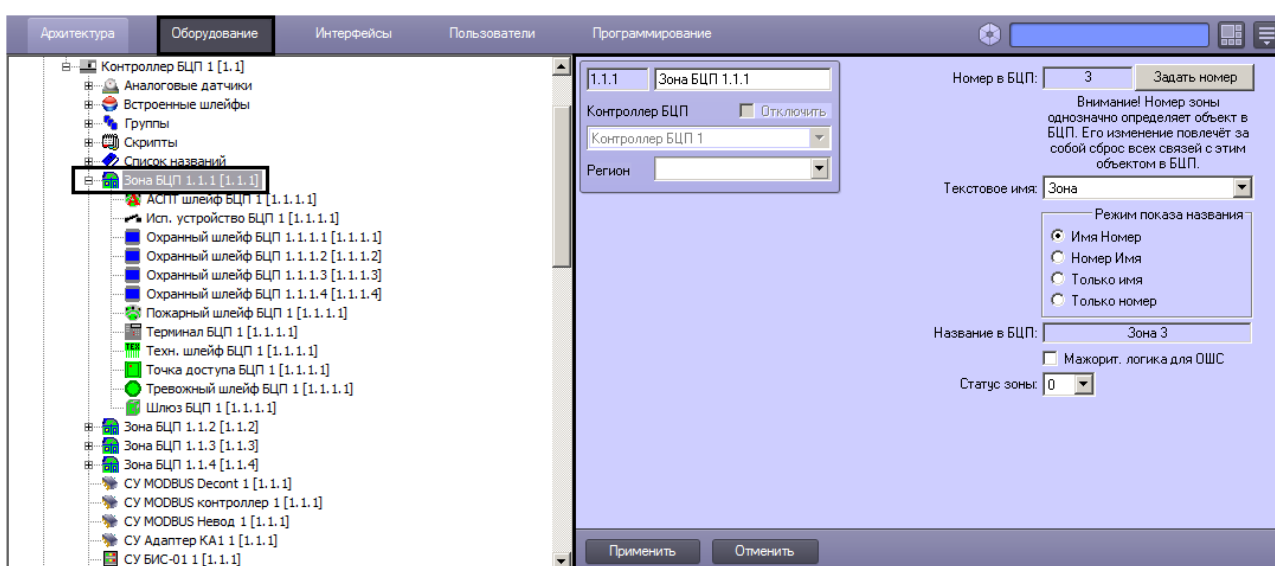 Архитектура Оборудование Интерфейсы Пользователи Программирование
Контроллер БЦП 1 [1.1]
Аналоговые датчики
Встроенные шлейфы
Группы
Скрипты
Список названий
Зона БЦП 1.1.1 [1.1.1]
АСПТ шлейф БЦП 1 [1.1.1.1]
Исп. устройство БЦП 1 [1.1.1.1]
Охранный шлейф БЦП 1.1.1.1 [1.1.1.1]
Охранный шлейф БЦП 1.1.1.2 [1.1.1.2]
Охранный шлейф БЦП 1.1.1.3 [1.1.1.3]
Охранный шлейф БЦП 1.1.1.4 [1.1.1.4]
Пожарный шлейф БЦП 1 [1.1.1.1]
Терминал БЦП 1 [1.1.1.1]
ТЕХ Техн. шлейф БЦП 1 [1.1.1.1]
Точка доступа БЦП 1 [1.1.1.1]
Тревожный шлейф БЦП 1 [1.1.1.1]
Шлюз БЦП 1 [1.1.1.1]
Зона БЦП 1.1.2 [1.1.2]
Зона БЦП 1.1.3 [1.1.3]
Зона БЦП 1.1.4 [1.1.4]
СУ MODBUS Decont 1 [1.1.1]
СУ MODBUS контроллер 1 [1.1.1]
СУ MODBUS Невод 1 [1.1.1]
СУ Адаптер КА1 1 [1.1.1]
СУ БИС-01 1 [1.1.1]
1.1.1 Зона БЦП 1.1.1
Контроллер БЦП Отключить
Контроллер БЦП 1
Регион
Номер в БЦП: 3 Задать номер
Внимание! Номер зоны
однозначно определяет объект в
БЦП. Его изменение повлечёт за
собой сброс всех связей с этим
объектом в БЦП.
Текстовое имя: Зона
Режим показа названия
Имя Номер
Номер Имя
Только имя
Только номер
Название в БЦП: Зона 3
Мажорит. логика для ОШС
Статус зоны: 0
Применить Отменить